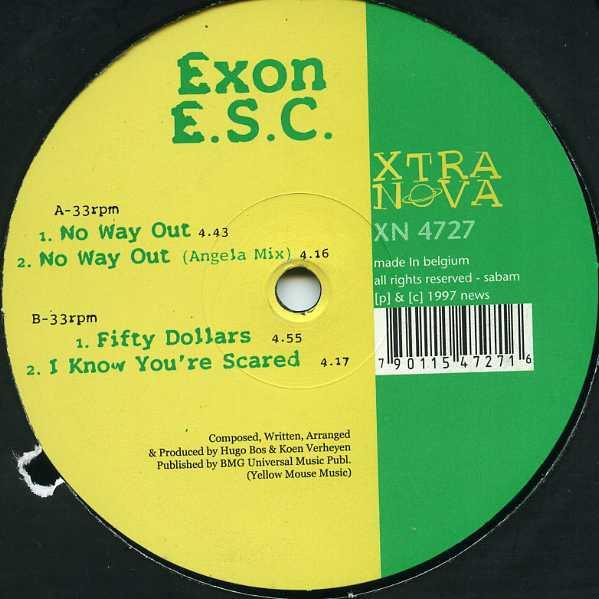 Exon
E.S.C.
XTRA
NOVA
XN 4727
made In belgium
all rights reserved - sabam
[p] & [c] 1997 news
7 90115 47271 6
A-33rpm
1. No Way Out 4.43
2. No Way Out (Angela Mix) 4.16
B-33rpm
1. Fifty Dollars 4.55
2. I Know You're Scared 4.17
Composed, Written, Arranged
& Produced by Hugo Bos & Koen Verheyen
Published by BMG Universal Music Publ.
(Yellow Mouse Music)